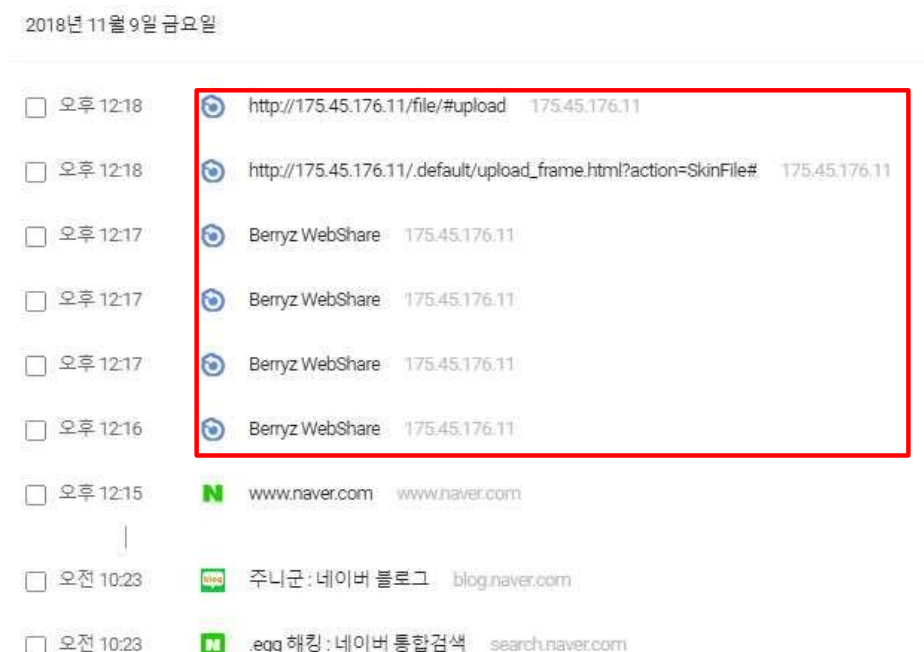 2018년 11월 9일 금요일
오후 12:18 http://175.45.176.11/file/#upload 175.45.176.11
오후 12:18 http://175.45.176.11/.default/upload_frame.html?action=SkinFile# 175.45.176.11
오후 12:17 Berryz WebShare 175.45.176.11
오후 12:17 Berryz WebShare 175.45.176.11
오후 12:17 Berryz WebShare 175.45.176.11
오후 12:16 Berryz WebShare 175.45.176.11
오후 12:15 N www.naver.com www.naver.com
오전 10:23 blog 주니군 : 네이버 블로그 blog.naver.com
오전 10:23 N .egg 해킹 : 네이버 통합검색 search.naver.com